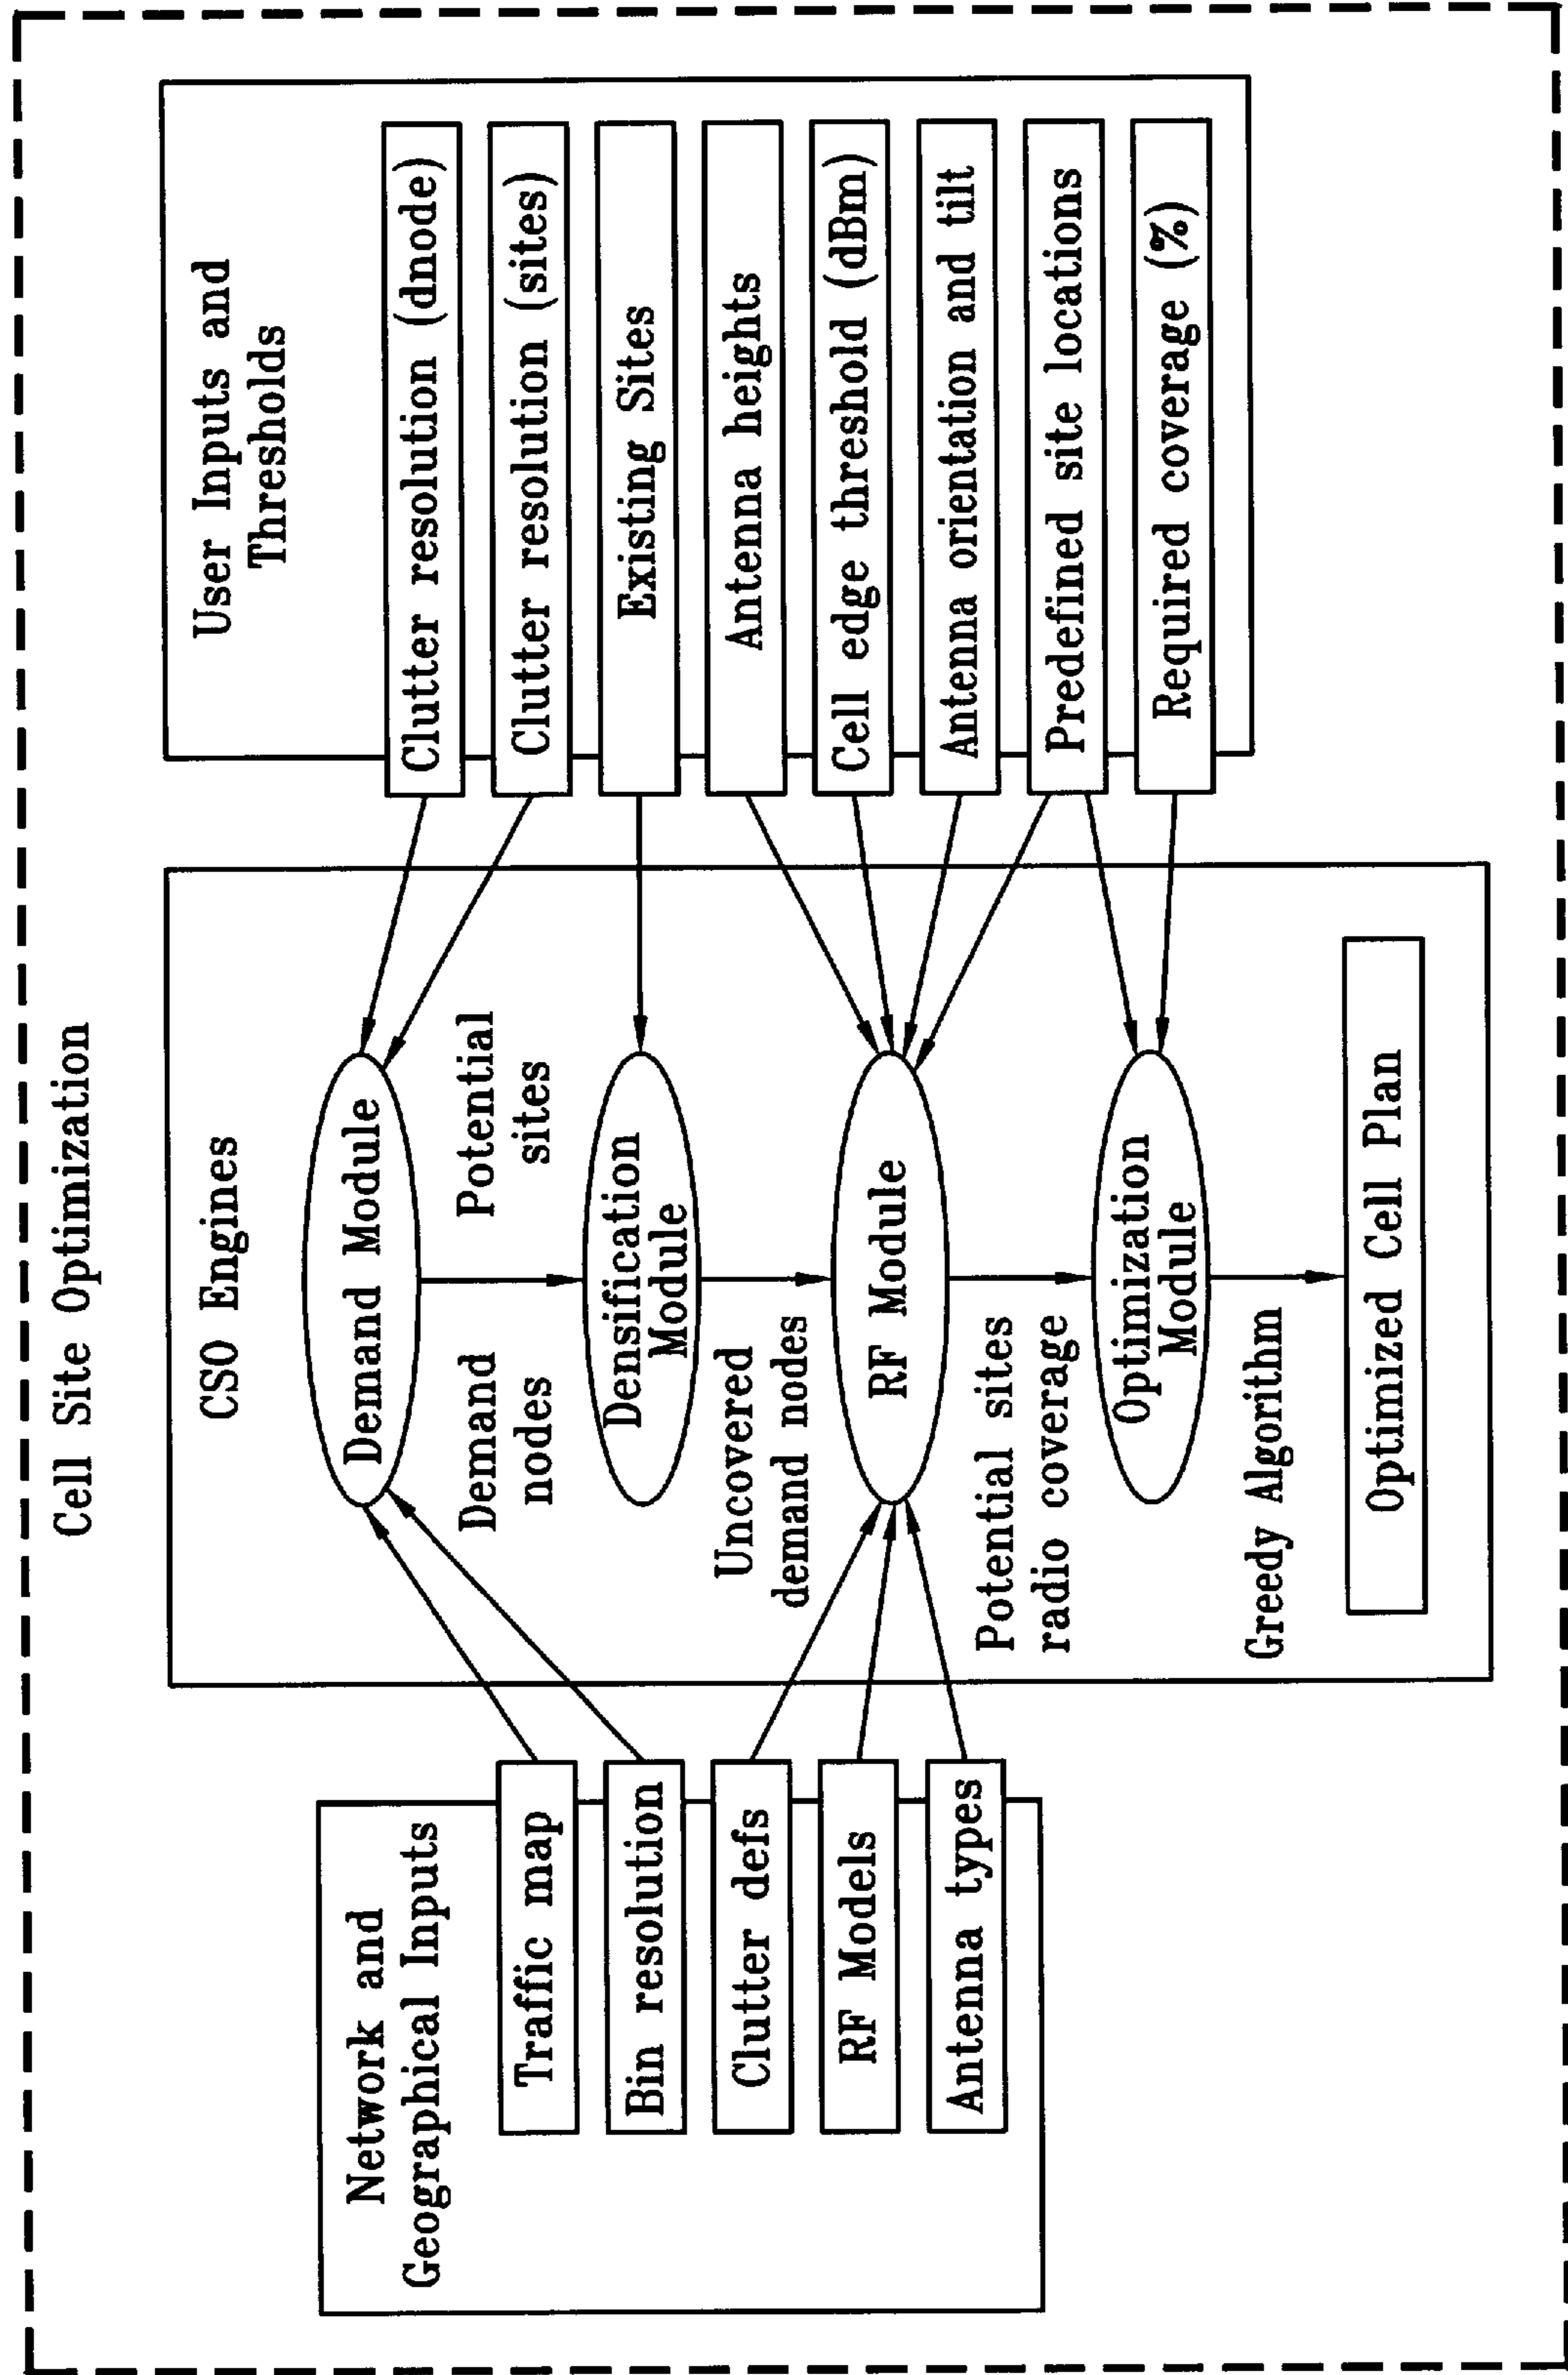 Cell Site Optimization
Network and
Geographical Inputs
Traffic map
Bin resolution
Clutter defs
RF Models
Antenna types
CSO Engines
Demand Module
Demand
nodes
Potential
sites
Densification
Module
Uncovered
demand nodes
RF Module
Potential sites
radio coverage
Optimization
Module
Greedy Algorithm
Optimized Cell Plan
User Inputs and
Thresholds
Clutter resolution (dnode)
Clutter resolution (sites)
Existing Sites
Antenna heights
Cell edge threshold (dBm)
Antenna orientation and tilt
Predefined site locations
Required coverage (%)